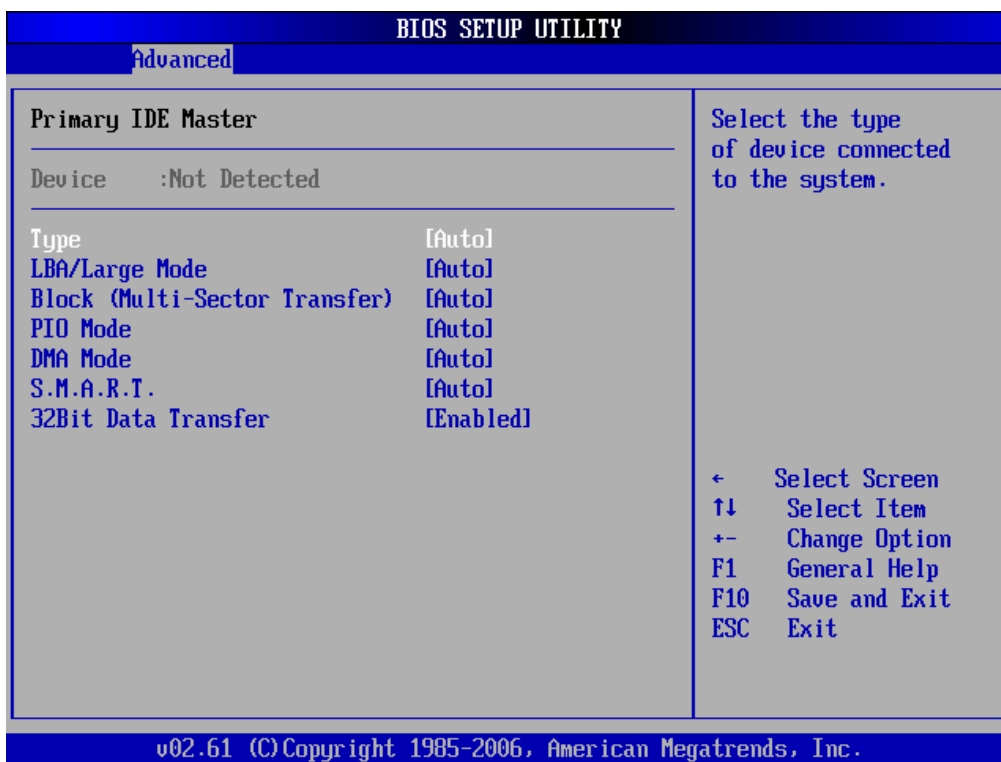 BIOS SETUP UTILITY
Advanced
Primary IDE Master
Device :Not Detected
Type [Auto]
LBA/Large Mode [Auto]
Block (Multi-Sector Transfer) [Auto]
PIO Mode [Auto]
DMA Mode [Auto]
S.M.A.R.T. [Auto]
32Bit Data Transfer [Enabled]
Select the type
of device connected
to the system.
← Select Screen
↑↓ Select Item
+- Change Option
F1 General Help
F10 Save and Exit
ESC Exit
v02.61 (C)Copyright 1985-2006, American Megatrends, Inc.